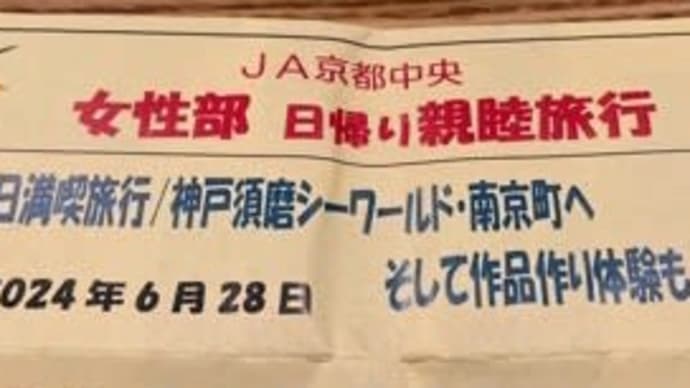 JA京都中央
女性部 日帰り親睦旅行
日満喫旅行/神戸須磨シーワールド・南京町へ
そして作品作り体験も
2024年6月28日